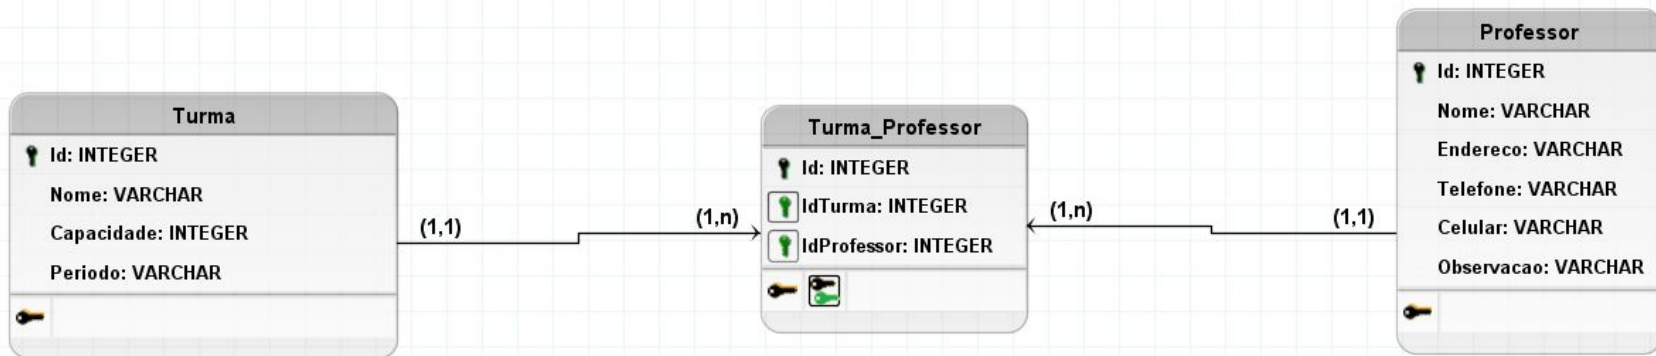 Turma
Id: INTEGER
Nome: VARCHAR
Capacidade: INTEGER
Periodo: VARCHAR
(1,1)
(1,n)
Turma_Professor
Id: INTEGER
IdTurma: INTEGER
IdProfessor: INTEGER
(1,n)
(1,1)
Professor
Id: INTEGER
Nome: VARCHAR
Endereco: VARCHAR
Telefone: VARCHAR
Celular: VARCHAR
Observacao: VARCHAR